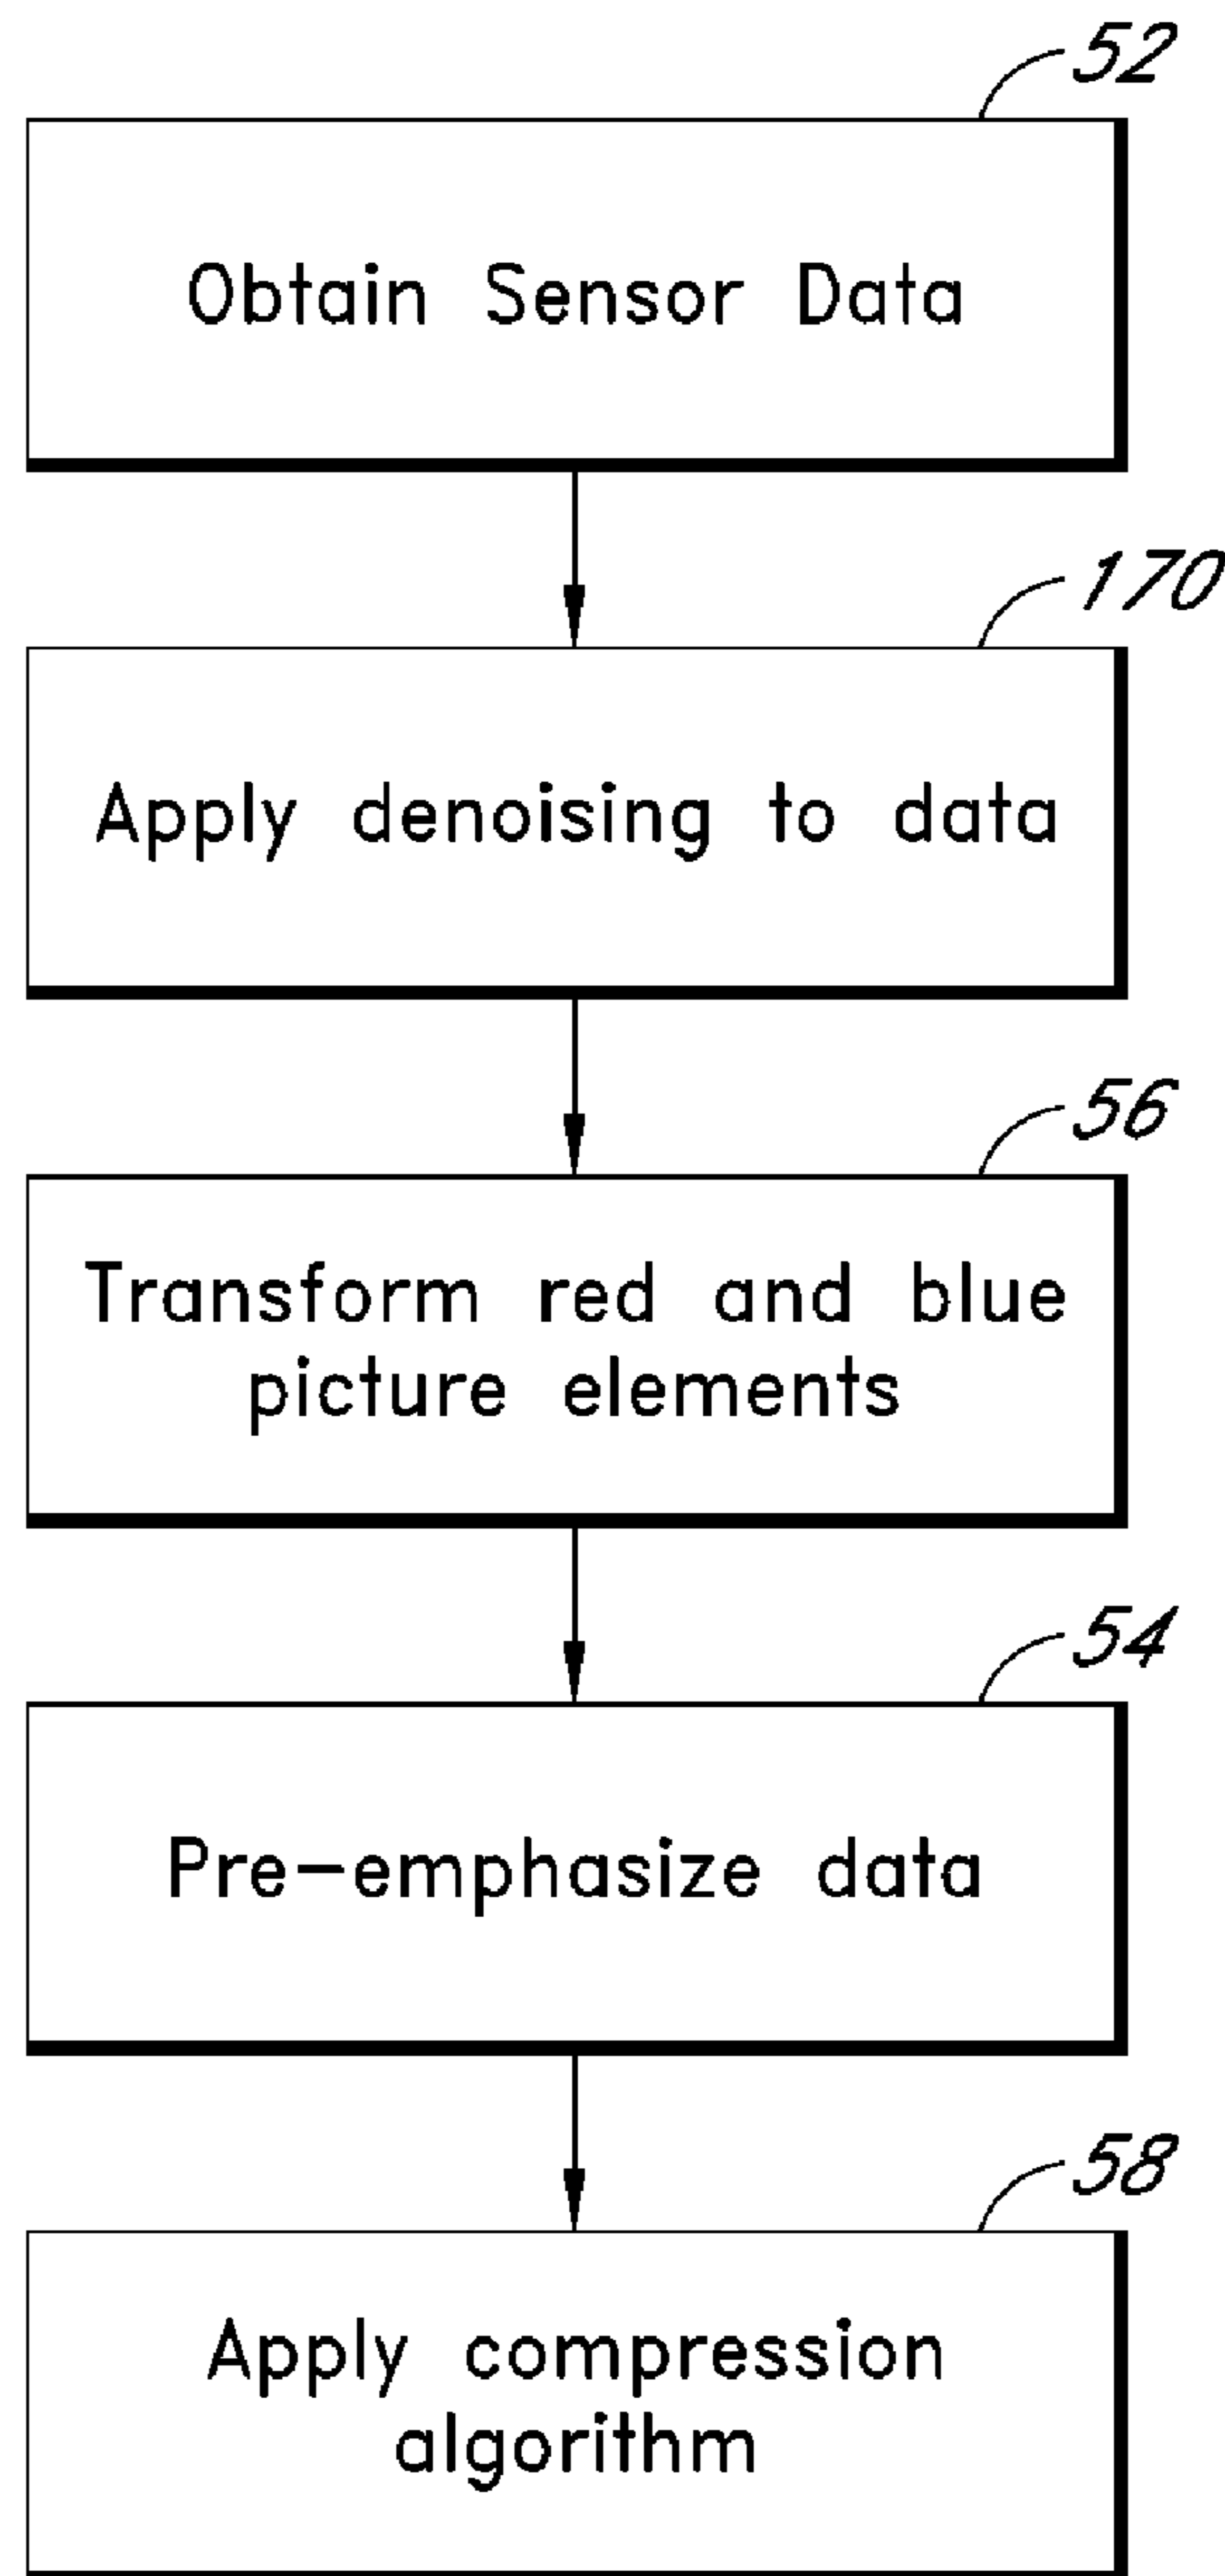 52
Obtain Sensor Data
170
Apply denoising to data
56
Transform red and blue
picture elements
54
Pre-emphasize data
58
Apply compression
algorithm